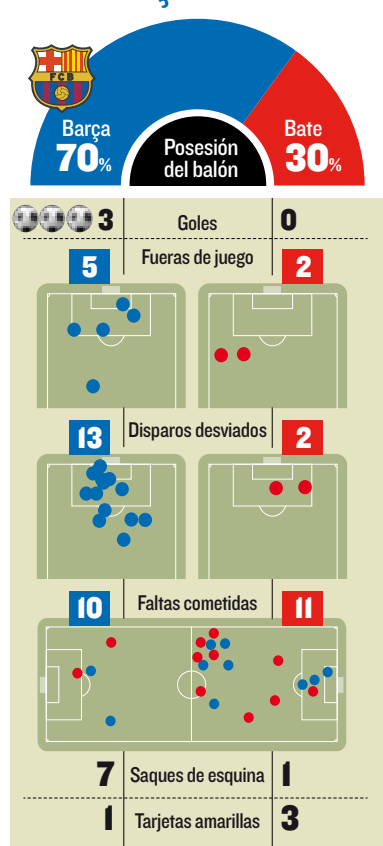 FCB
Barça
70%
Posesión
del balón
Bate
30%
3 Goles 0
Fueras de juego
5 2
Disparos desviados
13 2
Faltas cometidas
10 11
7 Saques de esquina 1
1 Tarjetas amarillas 3